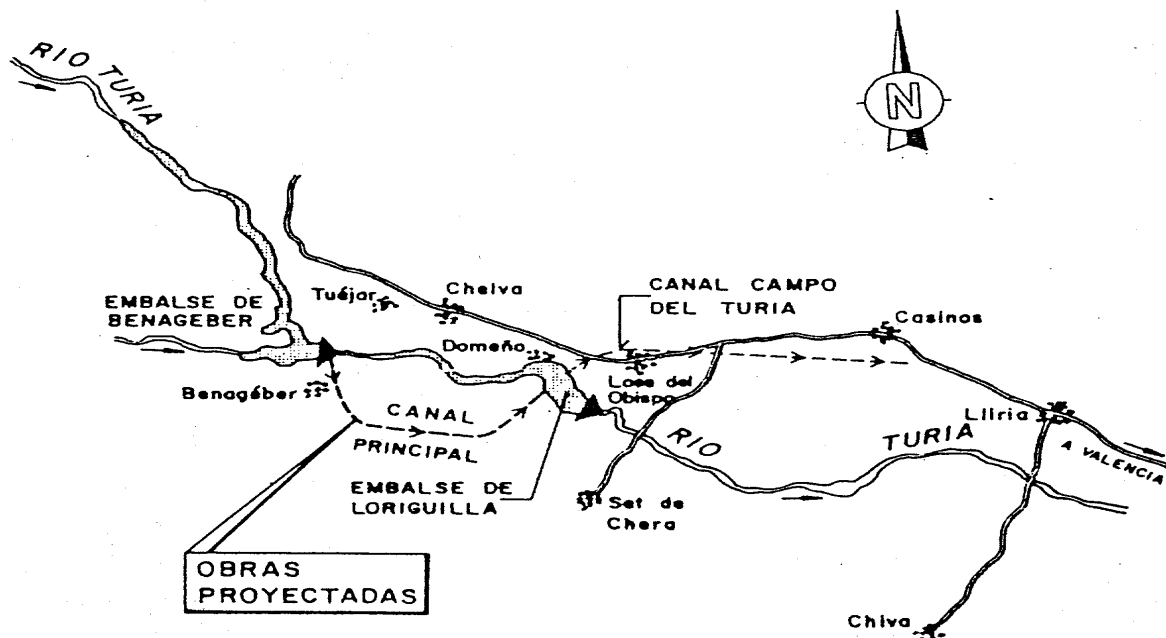 RIO TURIA
N
EMBALSE DE
BENAGEBER
Tuéjar
Chelva
CANAL CAMPO
DEL TURIA
Casinos
Domeño
Losa del
Obispo
Benagéber
CANAL
PRINCIPAL
RIO
TURIA
Llíria
A VALENCIA
EMBALSE DE
LORIGUILLA
Sot de
Chera
OBRAS
PROYECTADAS
Chiva